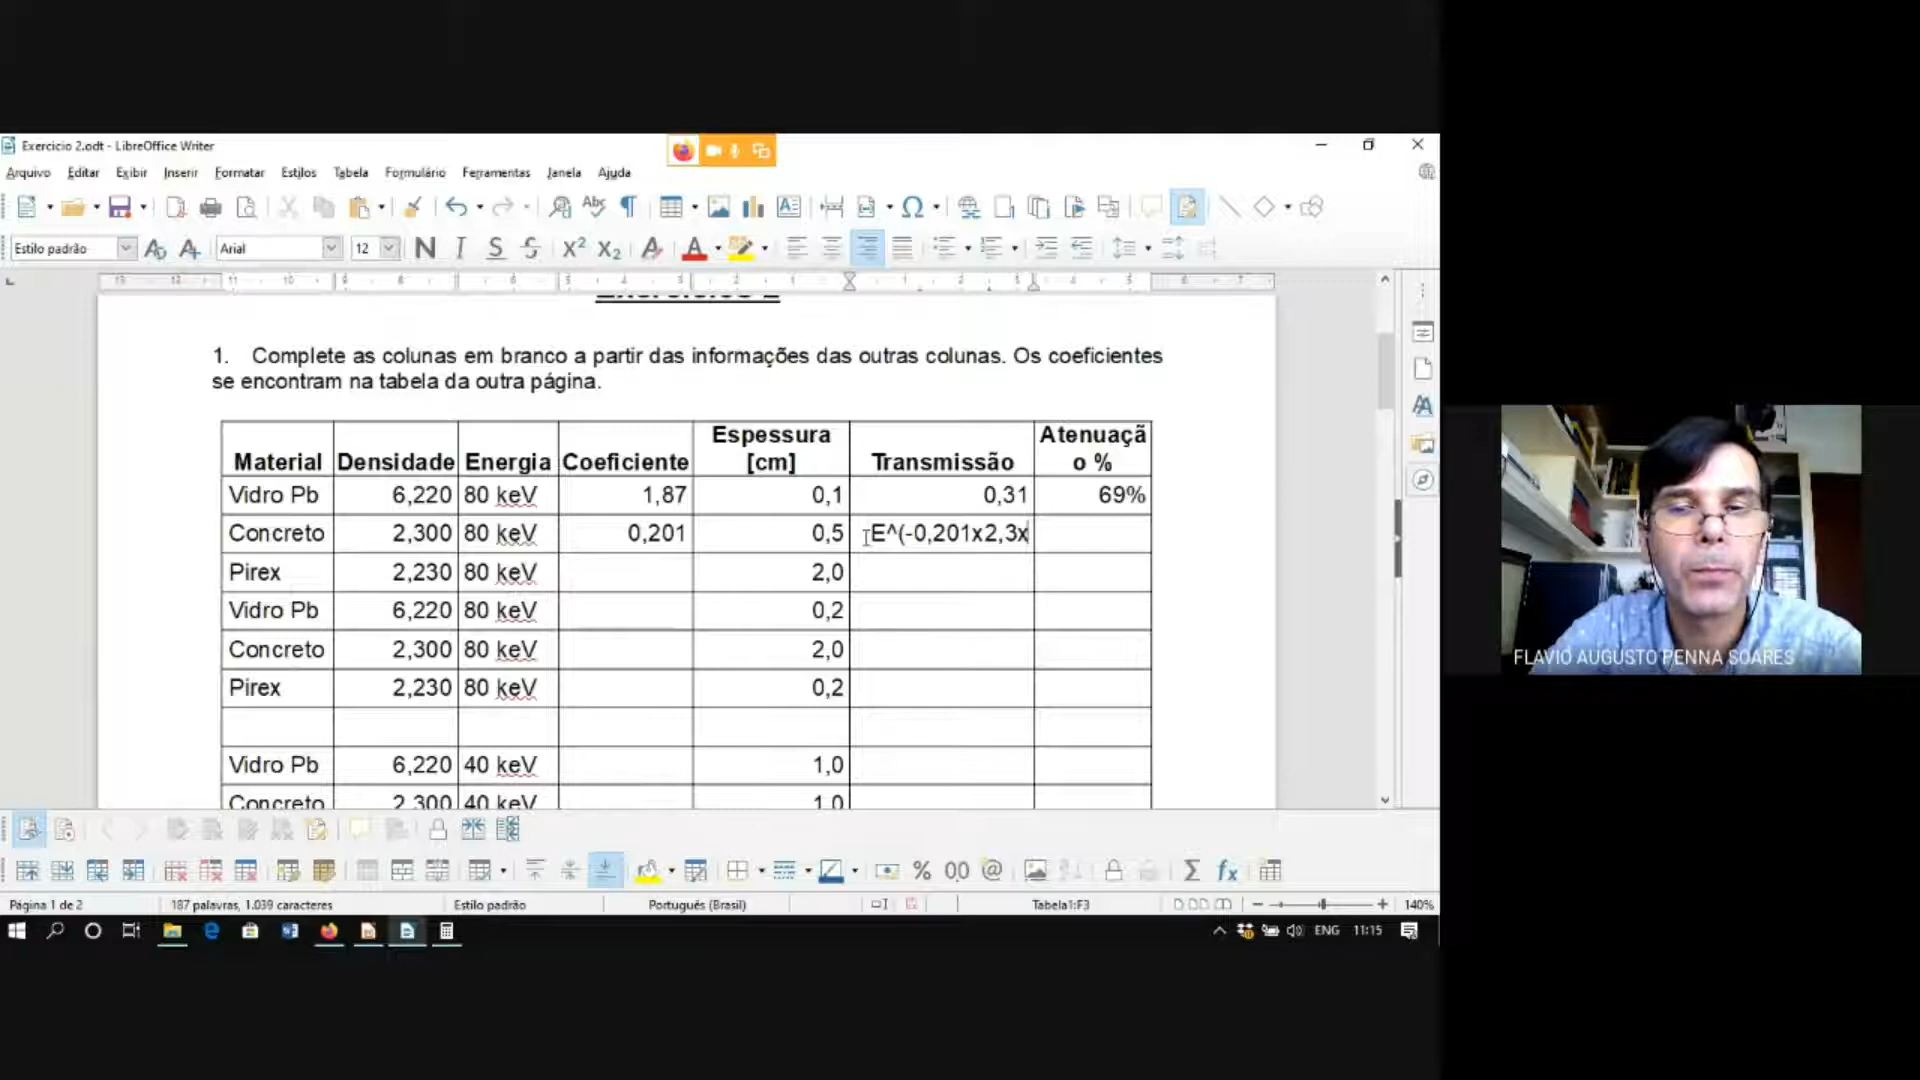 Exercicio 2.odt - LibreOffice Writer
Arquivo Editar Exibir Inserir Formatar Estilos Tabela Formulário Ferramentas Janela Ajuda
Estilo padrão Arial 12 N I S S X² X₂ A
1. Complete as colunas em branco a partir das informações das outras colunas. Os coeficientes
se encontram na tabela da outra página.
Material Densidade Energia Coeficiente Espessura [cm] Transmissão Atenuaçã o %
Vidro Pb 6,220 80 keV 1,87 0,1 0,31 69%
Concreto 2,300 80 keV 0,201 0,5 E^(-0,201x2,3x
Pirex 2,230 80 keV 2,0
Vidro Pb 6,220 80 keV 0,2
Concreto 2,300 80 keV 2,0
Pirex 2,230 80 keV 0,2
Vidro Pb 6,220 40 keV 1,0
Concreto 2,300 40 keV 1,0
Página 1 de 2 187 palavras, 1.039 caracteres Estilo padrão Português (Brasil) Tabela1:F3 140%
ENG 11:15
FLAVIO AUGUSTO PENNA SOARES